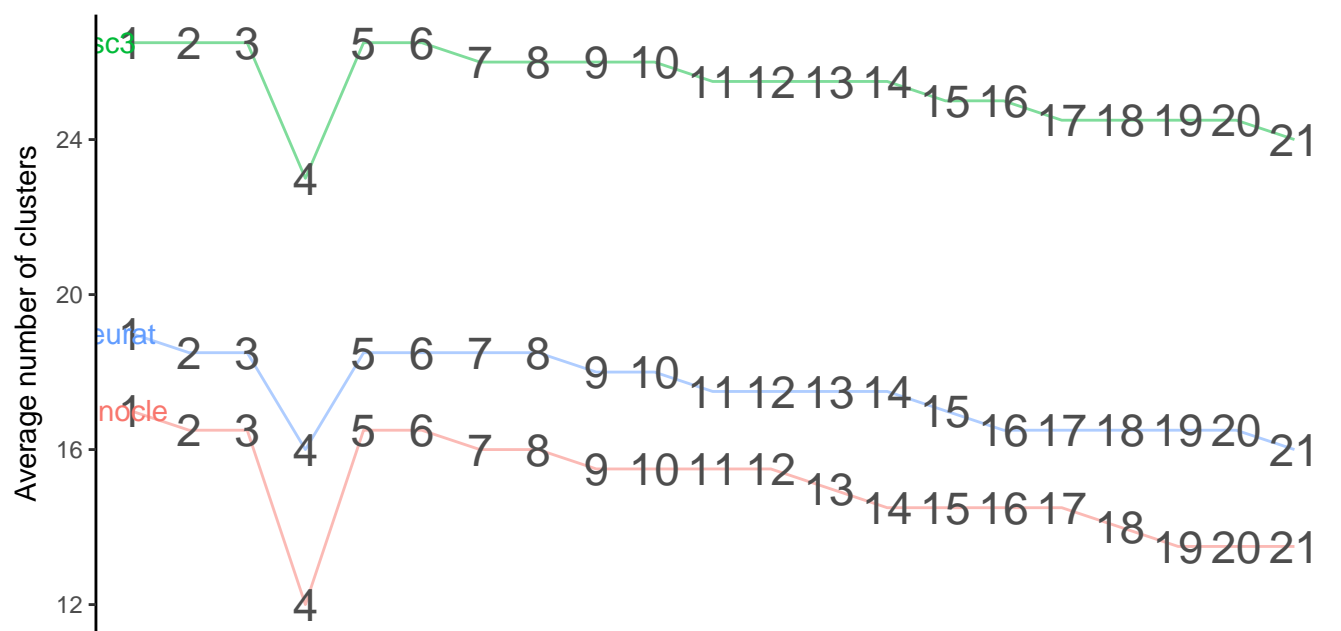 sc3 1 2 3 5 6 7 8 9 10 11 12 13 14 15 16 17 18 19 20 21
24
4
Average number of clusters
20
eurat 1 2 3 5 6 7 8 9 10 11 12 13 14 15 16 17 18 19 20 21
4
nocle 1 2 3 5 6 7 8 9 10 11 12 13 14 15 16 17 18 19 20 21
16
4
12